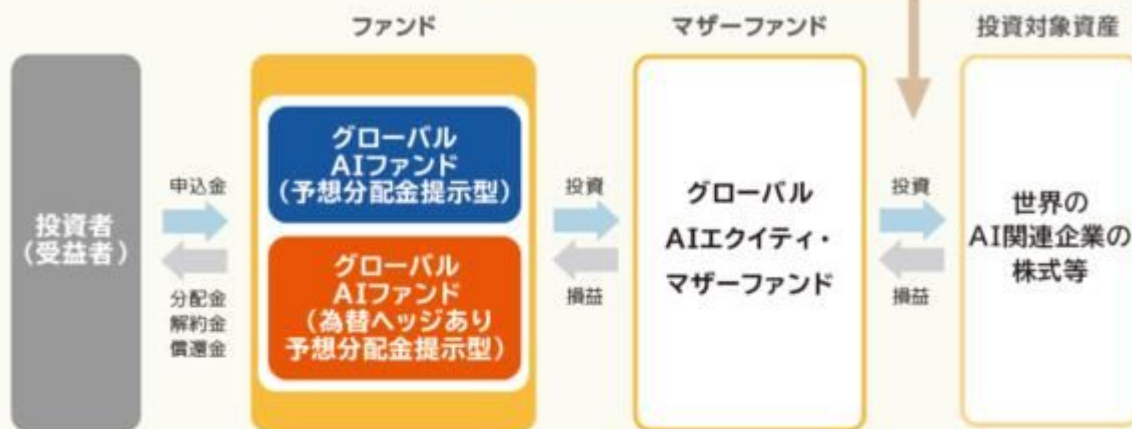 ファンド
マザーファンド
投資対象資産
投資者
(受益者)
申込金
分配金
解約金
償還金
グローバル
AIファンド
(予想分配金提示型)
グローバル
AIファンド
(為替ヘッジあり
予想分配金提示型)
投資
損益
グローバル
AIエクイティ・
マザーファンド
投資
損益
世界の
AI関連企業の
株式等